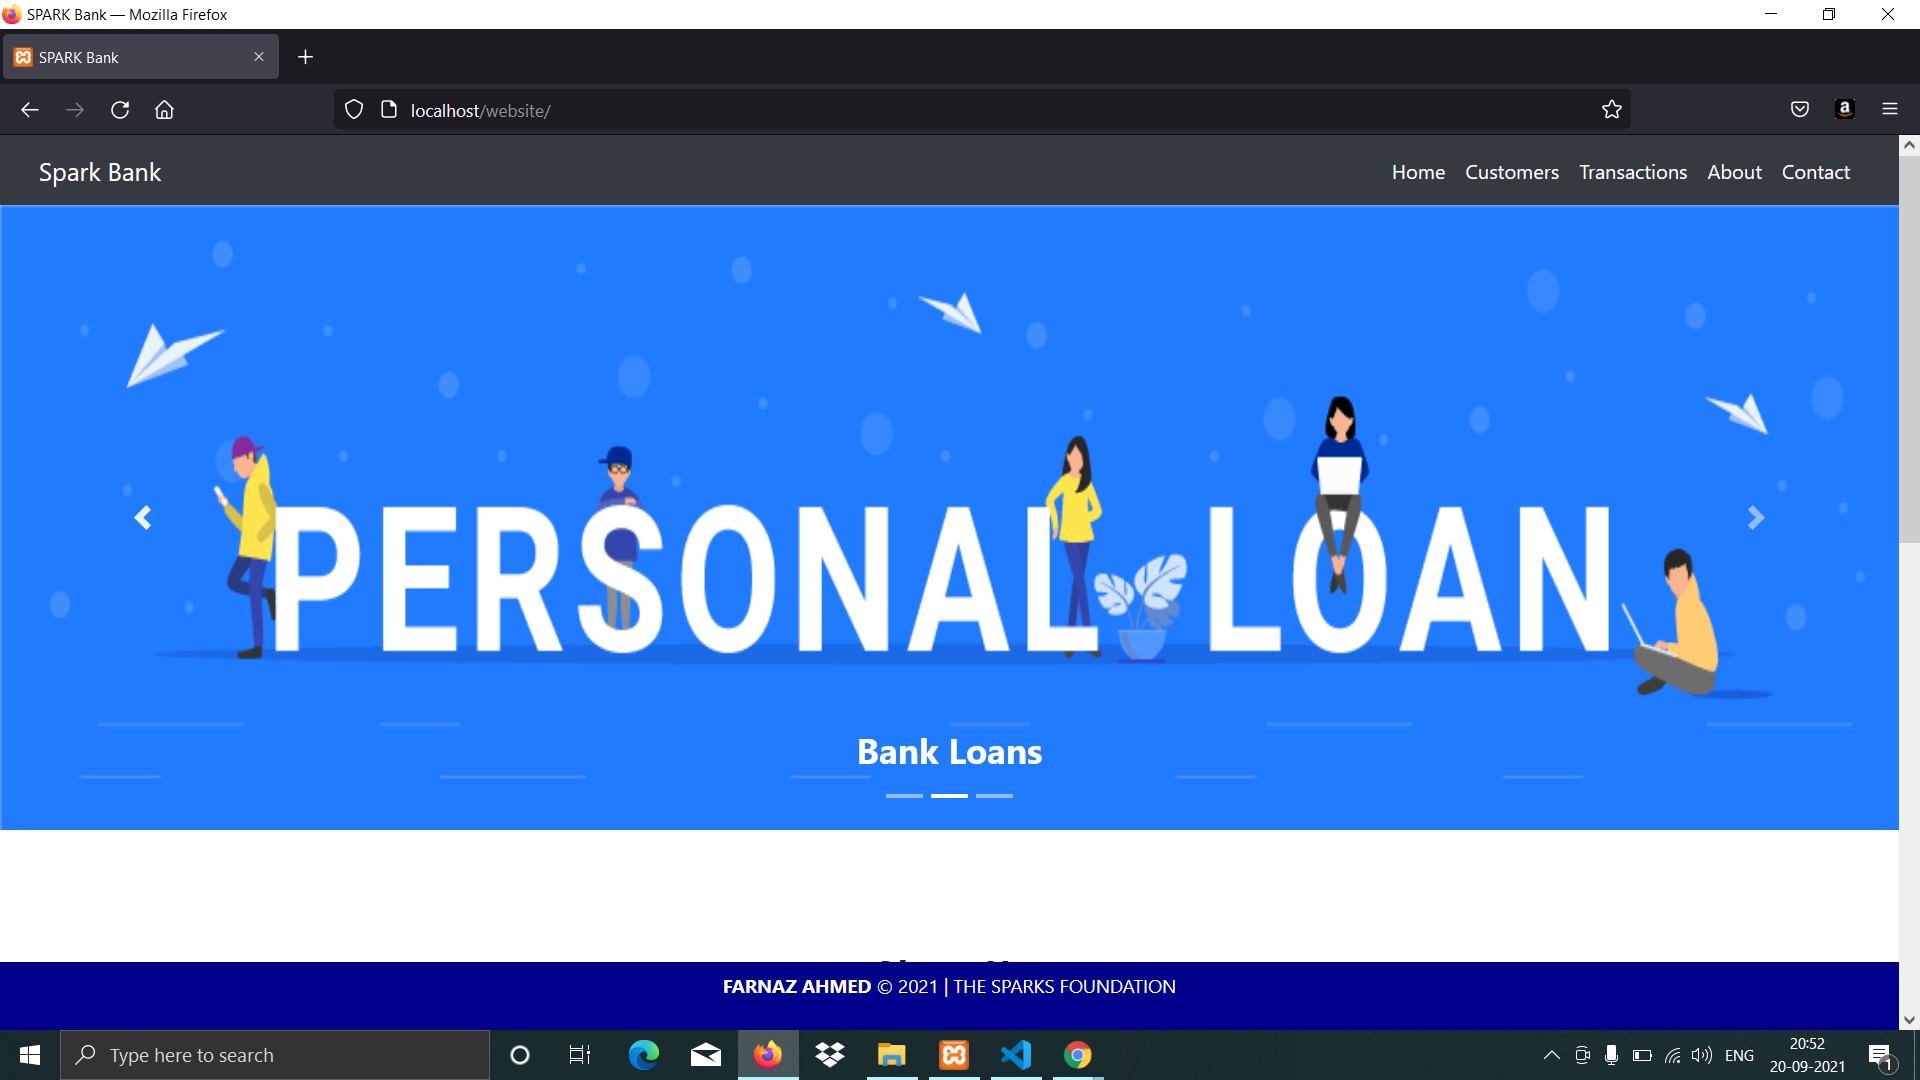 SPARK Bank — Mozilla Firefox
SPARK Bank
localhost/website/
Spark Bank
Home Customers Transactions About Contact
PERSONAL LOAN
Bank Loans
FARNAZ AHMED © 2021 | THE SPARKS FOUNDATION
Type here to search
ENG
20:52
20-09-2021
1